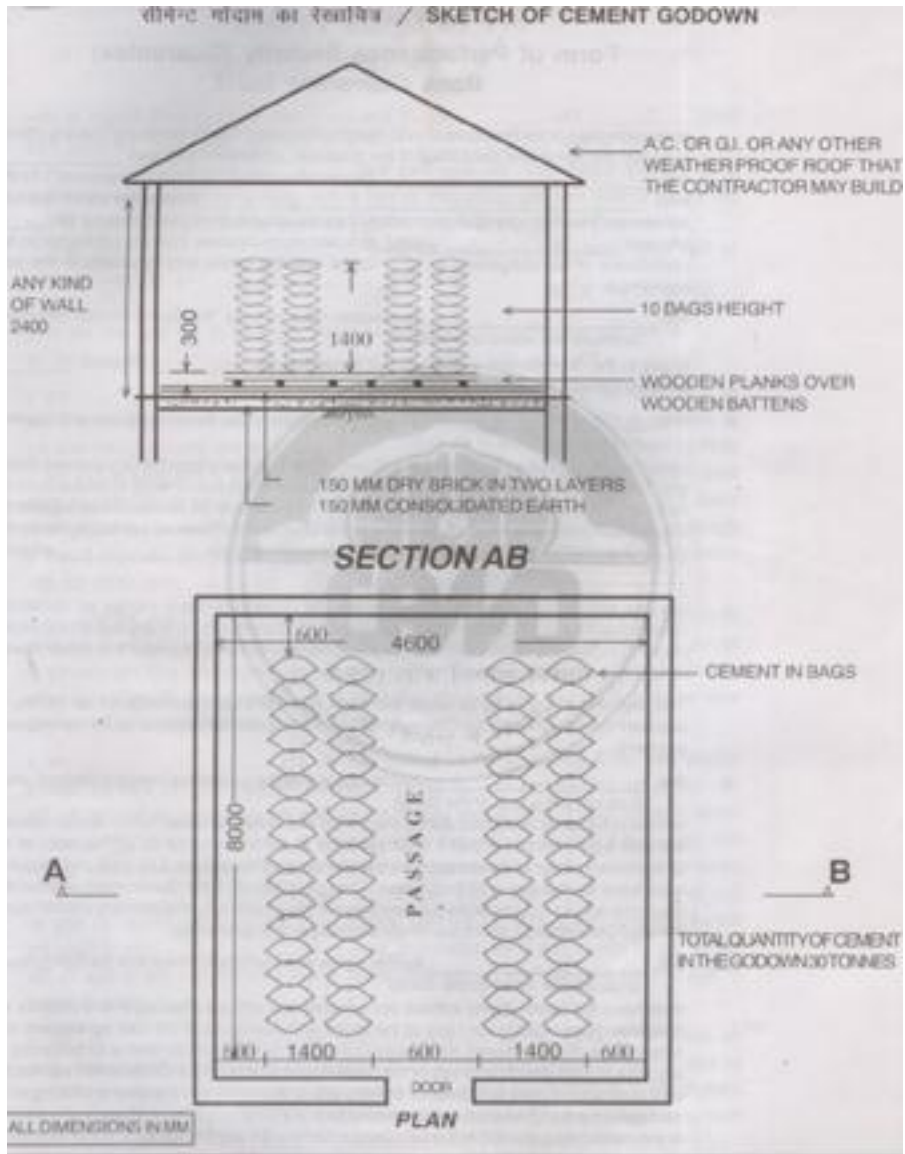 सीमेन्ट गोदाम का रेखाचित्र / SKETCH OF CEMENT GODOWN
A.C. OR G.I. OR ANY OTHER
WEATHER PROOF ROOF THAT
THE CONTRACTOR MAY BUILD
ANY KIND
OF WALL
2400
300
1400
10 BAGS HEIGHT
WOODEN PLANKS OVER
WOODEN BATTENS
150 MM DRY BRICK IN TWO LAYERS
150 MM CONSOLIDATED EARTH
SECTION AB
600
4600
CEMENT IN BAGS
8000
PASSAGE
A
B
TOTAL QUANTITY OF CEMENT
IN THE GODOWN 30 TONNES
600 1400 600 1400 600
DOOR
PLAN
ALL DIMENSIONS IN MM